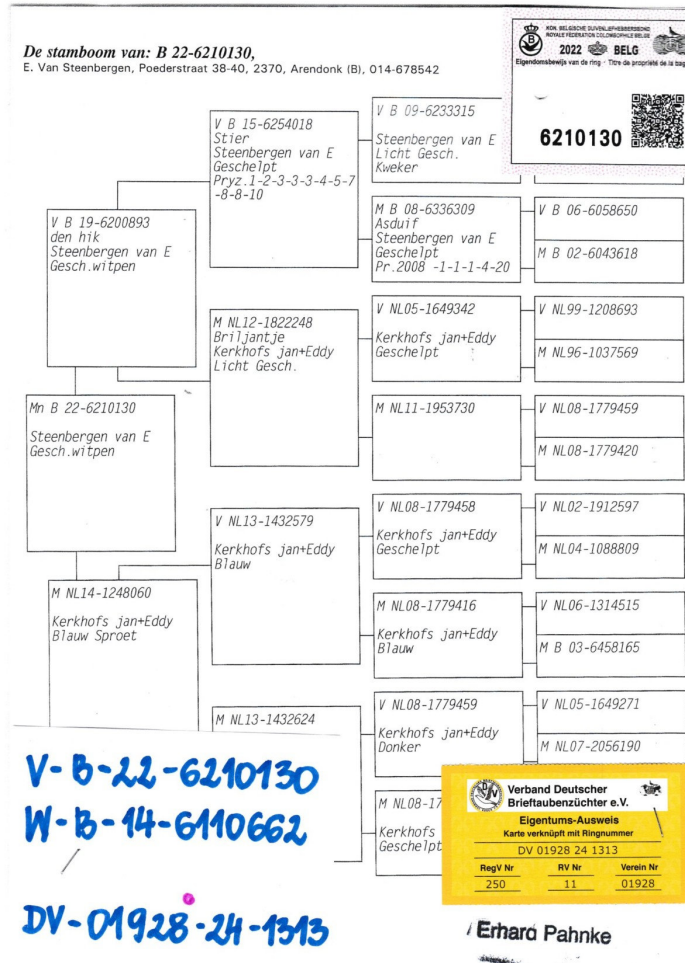 De stamboom van: B 22-6210130,
E. Van Steenbergen, Poederstraat 38-40, 2370, Arendonk (B), 014-678542
KON. BELGISCHE DUIVENLIEFHEBBERSBOND
ROYALE FÉDÉRATION COLOMBOPHILE BELGE
2022 BELG
Eigendomsbewijs van de ring - Titre de propriété de la bag
6210130
V B 15-6254018
Stier
Steenbergen van E
Geschelpt
Pryz.1-2-3-3-3-4-5-7
-8-8-10
V B 09-6233315
Steenbergen van E
Licht Gesch.
Kweker
V B 19-6200893
den hik
Steenbergen van E
Gesch.witpen
M B 08-6336309
Asduif
Steenbergen van E
Geschelpt
Pr.2008 -1-1-1-4-20
V B 06-6058650
M B 02-6043618
M NL12-1822248
Briljantje
Kerkhofs jan+Eddy
Licht Gesch.
V NL05-1649342
Kerkhofs jan+Eddy
Geschelpt
V NL99-1208693
M NL96-1037569
Mn B 22-6210130
Steenbergen van E
Gesch.witpen
M NL11-1953730
V NL08-1779459
M NL08-1779420
V NL13-1432579
Kerkhofs jan+Eddy
Blauw
V NL08-1779458
Kerkhofs jan+Eddy
Geschelpt
V NL02-1912597
M NL04-1088809
M NL14-1248060
Kerkhofs jan+Eddy
Blauw Sproet
M NL08-1779416
Kerkhofs jan+Eddy
Blauw
V NL06-1314515
M B 03-6458165
M NL13-1432624
V NL08-1779459
Kerkhofs jan+Eddy
Donker
V NL05-1649271
M NL07-2056190
M NL08-17
Kerkhofs
Geschelpt
V-B-22-6210130
W-B-14-6110662
DV-01928-24-1313
Verband Deutscher
Brieftaubenzüchter e.V.
Eigentums-Ausweis
Karte verknüpft mit Ringnummer
DV 01928 24 1313
RegV Nr RV Nr Verein Nr
250 11 01928
Erhard Pahnke